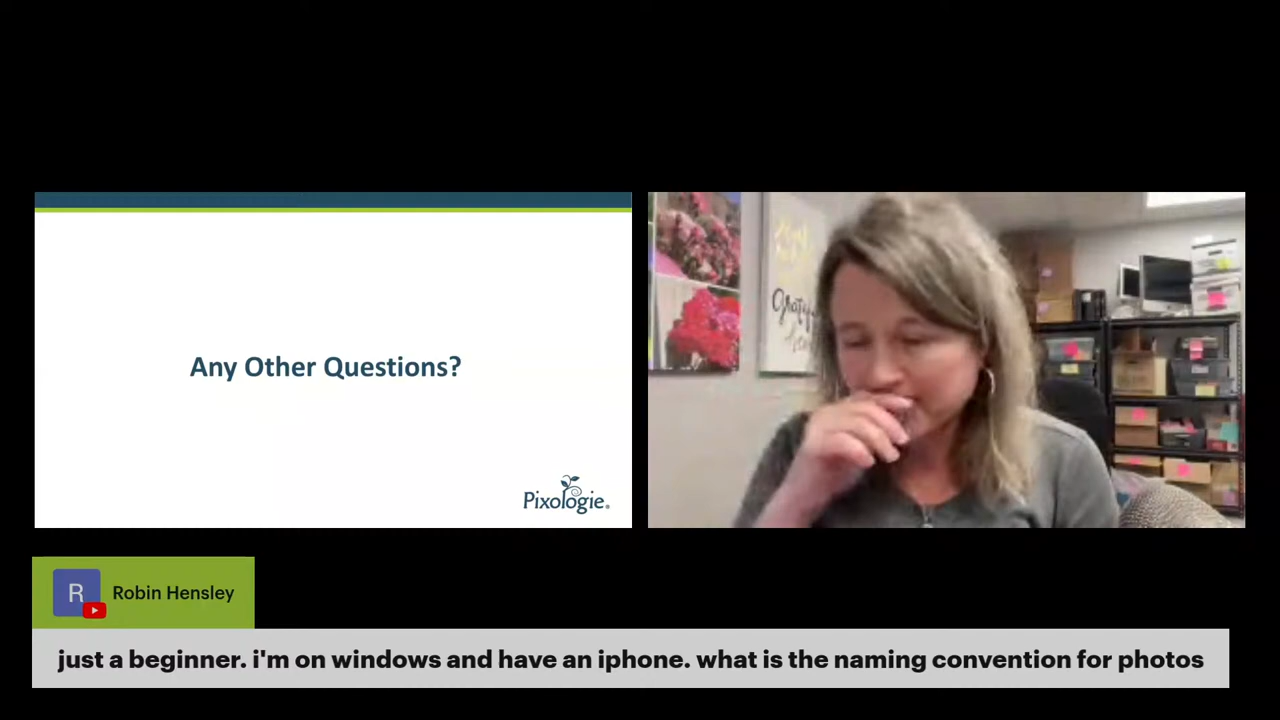 Any Other Questions?
Pixologie
R
Robin Hensley
just a beginner. i'm on windows and have an iphone. what is the naming convention for photos